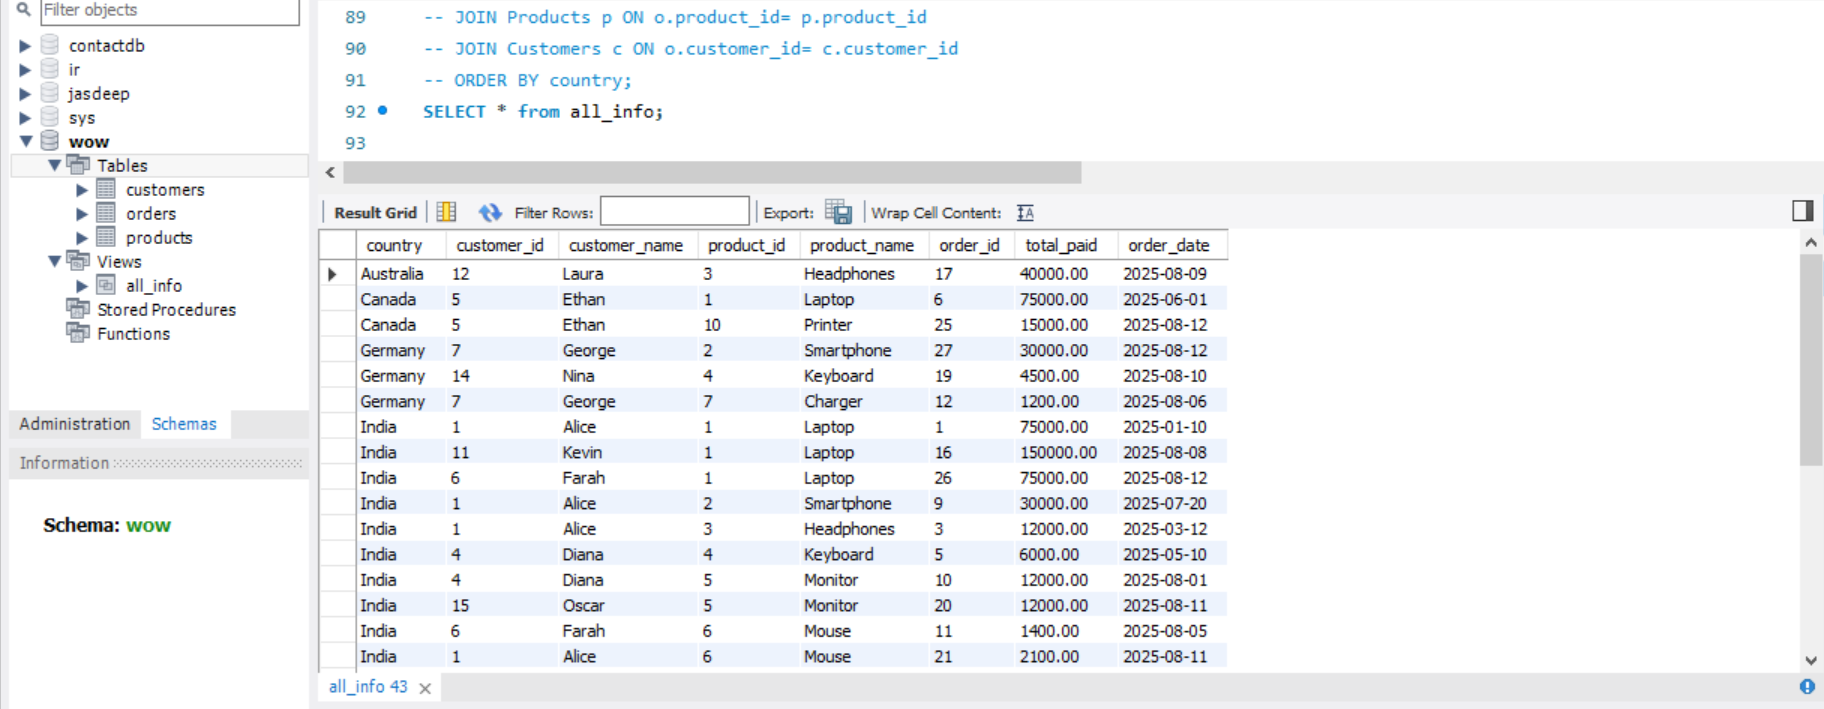 Filter objects
contactdb
ir
jasdeep
sys
wow
Tables
customers
orders
products
Views
all_info
Stored Procedures
Functions
Administration Schemas
Information
Schema: wow
89 -- JOIN Products p ON o.product_id= p.product_id
90 -- JOIN Customers c ON o.customer_id= c.customer_id
91 -- ORDER BY country;
92 SELECT * from all_info;
93
Result Grid Filter Rows: Export: Wrap Cell Content:
country customer_id customer_name product_id product_name order_id total_paid order_date
Australia 12 Laura 3 Headphones 17 40000.00 2025-08-09
Canada 5 Ethan 1 Laptop 6 75000.00 2025-06-01
Canada 5 Ethan 10 Printer 25 15000.00 2025-08-12
Germany 7 George 2 Smartphone 27 30000.00 2025-08-12
Germany 14 Nina 4 Keyboard 19 4500.00 2025-08-10
Germany 7 George 7 Charger 12 1200.00 2025-08-06
India 1 Alice 1 Laptop 1 75000.00 2025-01-10
India 11 Kevin 1 Laptop 16 150000.00 2025-08-08
India 6 Farah 1 Laptop 26 75000.00 2025-08-12
India 1 Alice 2 Smartphone 9 30000.00 2025-07-20
India 1 Alice 3 Headphones 3 12000.00 2025-03-12
India 4 Diana 4 Keyboard 5 6000.00 2025-05-10
India 4 Diana 5 Monitor 10 12000.00 2025-08-01
India 15 Oscar 5 Monitor 20 12000.00 2025-08-11
India 6 Farah 6 Mouse 11 1400.00 2025-08-05
India 1 Alice 6 Mouse 21 2100.00 2025-08-11
all_info 43